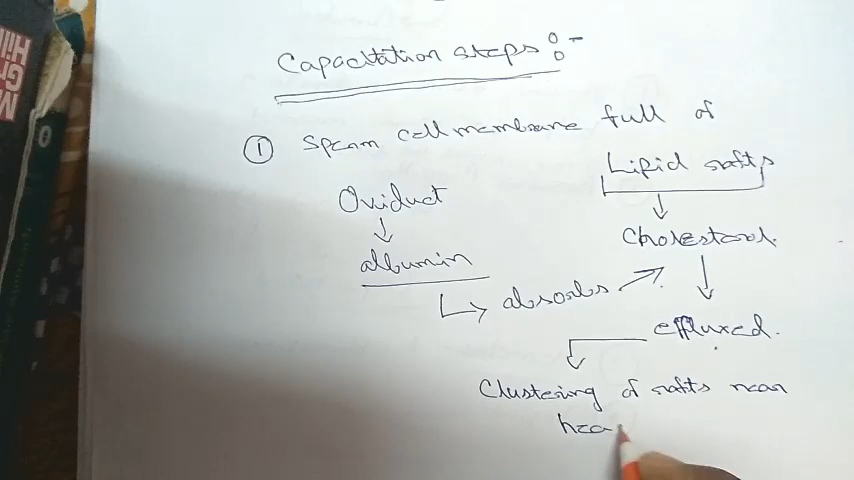 Capacitation steps :-
① Sperm cell membrane full of
Lipid rafts
Oviduct
Cholesterol.
albumin
absorbs
effluxed.
Clustering of rafts near
hea